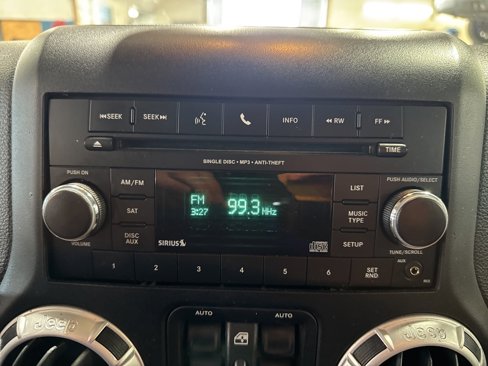 SEEK SEEK INFO RW FF
TIME
SINGLE DISC • MP3 • ANTI-THEFT
PUSH ON PUSH AUDIO/SELECT
AM/FM LIST
FM
3:27 99.3 MHz
SAT MUSIC TYPE
DISC AUX SETUP
VOLUME SIRIUS TUNE/SCROLL
1 2 3 4 5 6 SET RND AUX
AUTO AUTO
Jeep Jeep